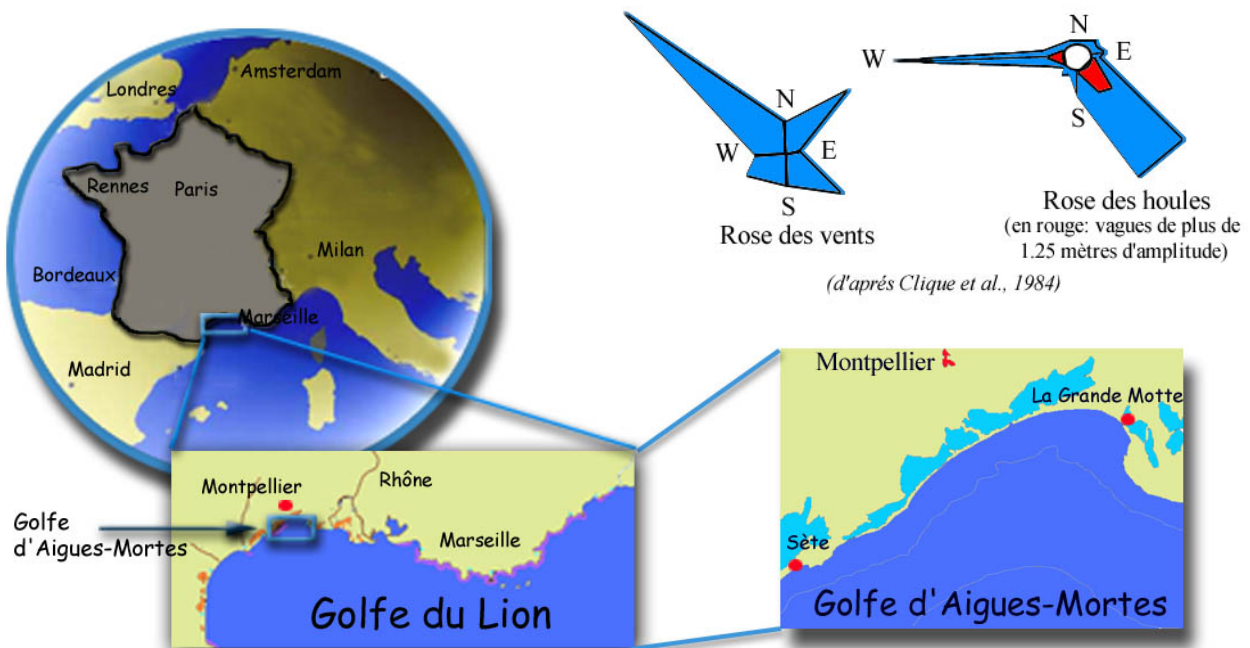 Londres
Amsterdam
Rennes
Paris
Milan
Bordeaux
Marseille
Madrid
N
W
E
S
Rose des vents
N
W
E
S
Rose des houles
(en rouge: vagues de plus de
1.25 mètres d'amplitude)
(d'aprés Clique et al., 1984)
Golfe
d'Aigues-Mortes
Montpellier
Rhône
Marseille
Golfe du Lion
Montpellier
La Grande Motte
Sète
Golfe d'Aigues-Mortes